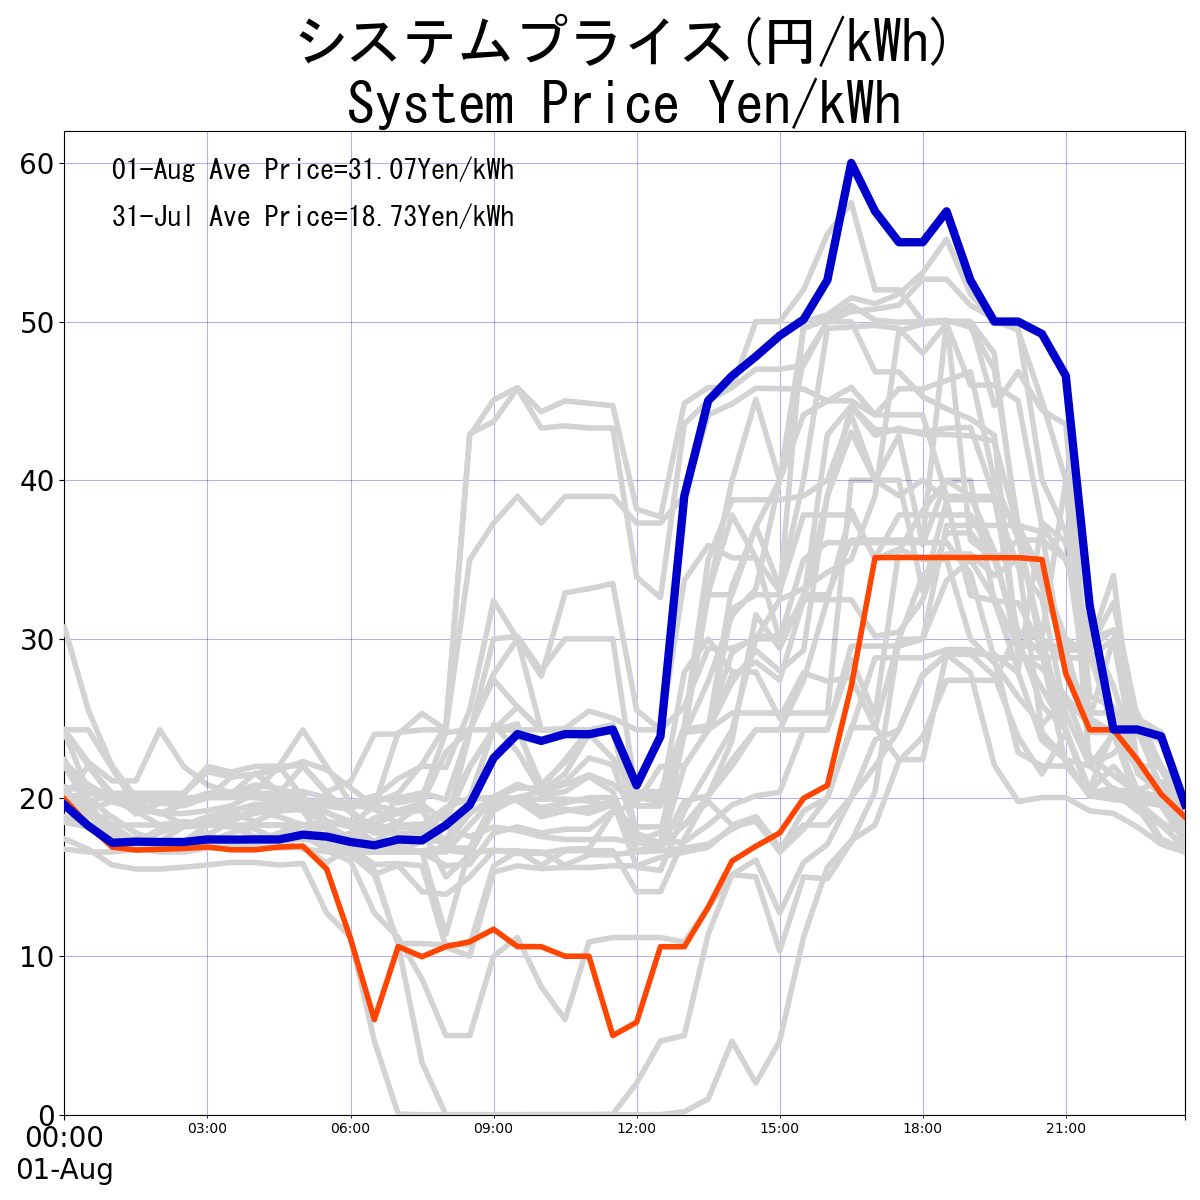 システムプライス(円/kWh)
System Price Yen/kWh
01-Aug Ave Price=31.07Yen/kWh
31-Jul Ave Price=18.73Yen/kWh
60
50
40
30
20
10
0
00:00 03:00 06:00 09:00 12:00 15:00 18:00 21:00
01-Aug